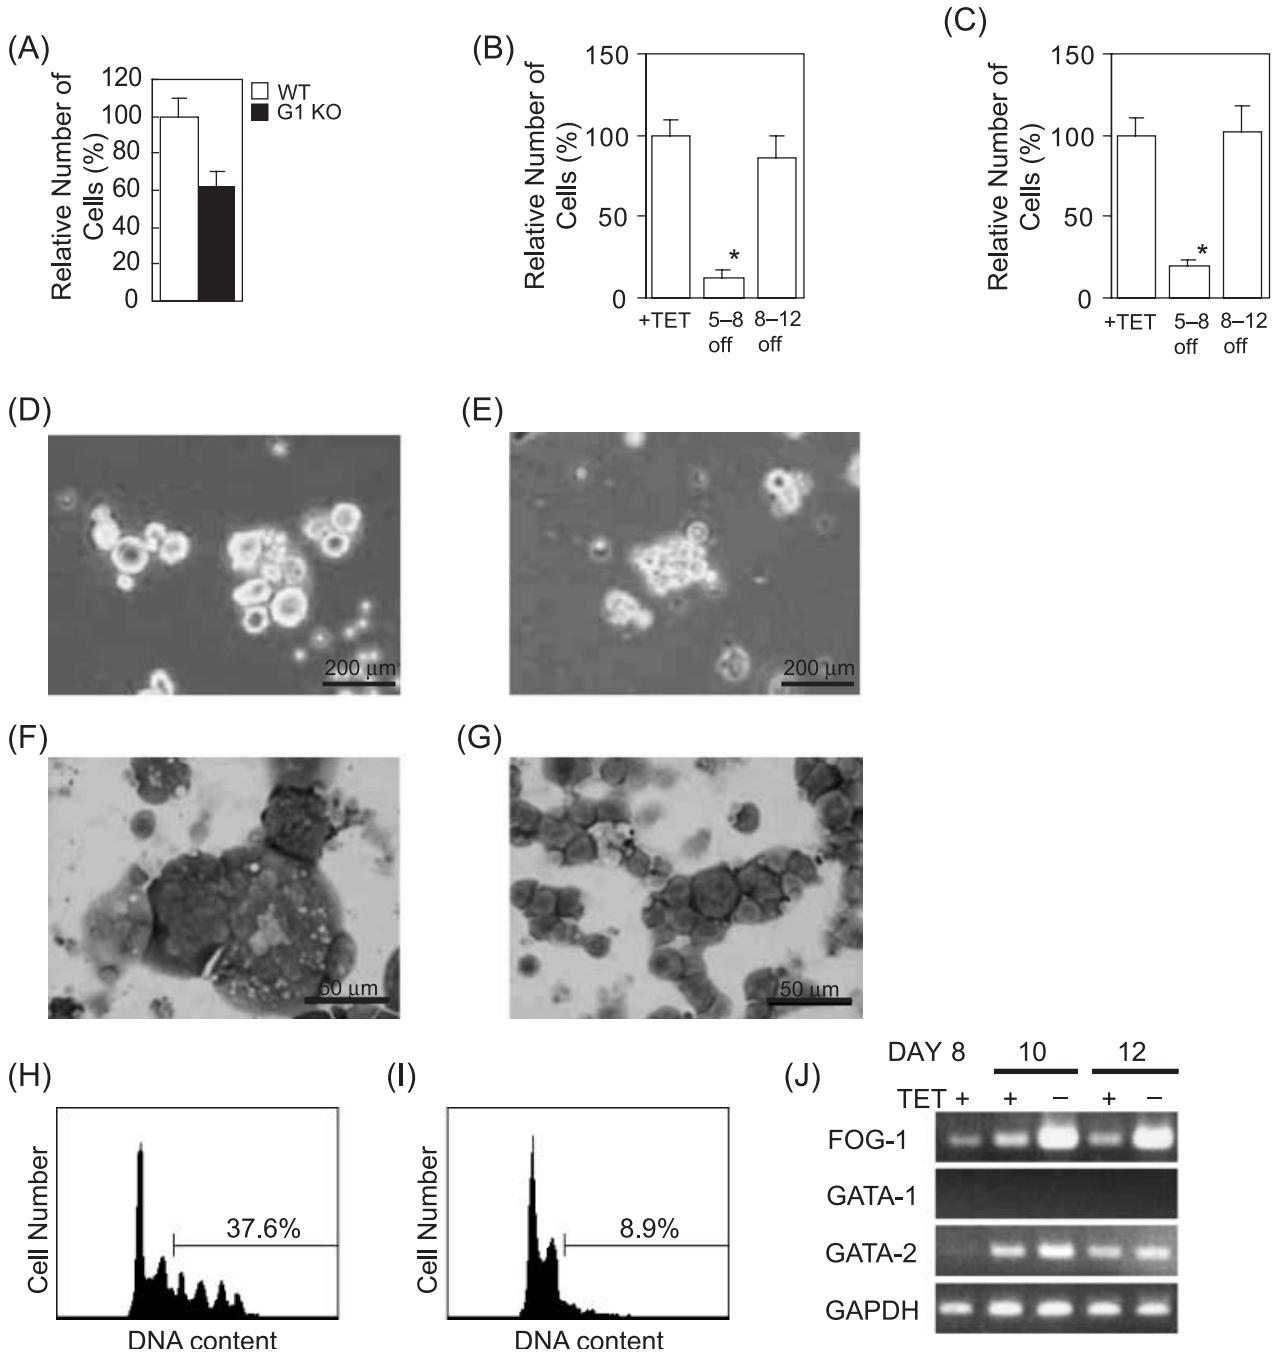 (A)
Relative Number of
Cells (%)
120
100
80
60
40
20
0
WT
G1 KO
(B)
Relative Number of
Cells (%)
150
100
50
0
+TET
5–8
off
8–12
off
*
(C)
Relative Number of
Cells (%)
150
100
50
0
+TET
5–8
off
8–12
off
*
(D)
200 µm
(E)
200 µm
(F)
50 µm
(G)
50 µm
(H)
Cell Number
37.6%
DNA content
(I)
Cell Number
8.9%
DNA content
(J)
DAY 8 10 12
TET + + – + –
FOG-1
GATA-1
GATA-2
GAPDH